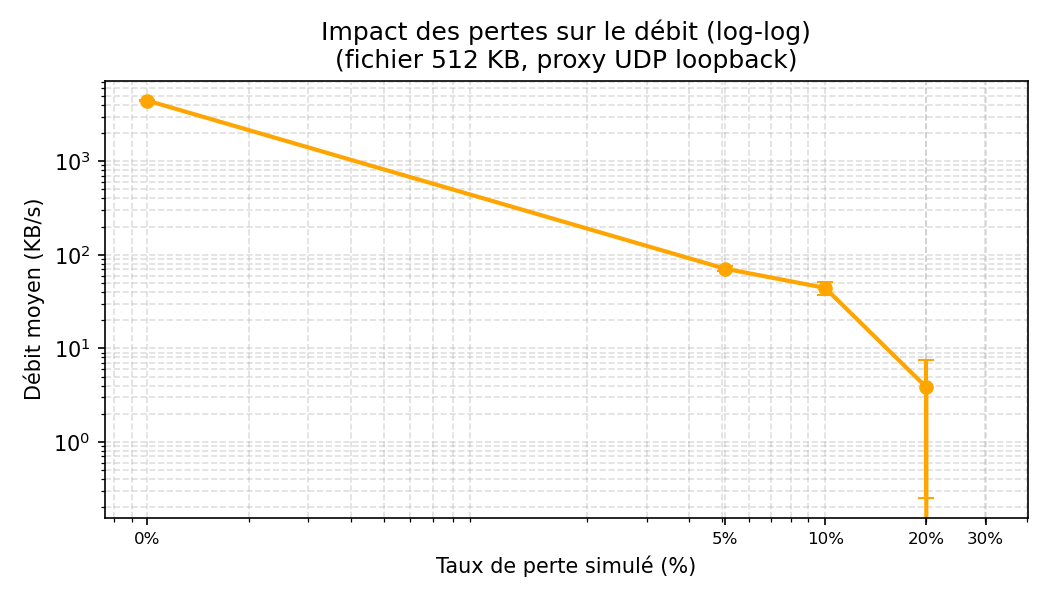 Impact des pertes sur le débit (log-log)
(fichier 512 KB, proxy UDP loopback)
Débit moyen (KB/s)
10³
10²
10¹
10⁰
0% 5% 10% 20% 30%
Taux de perte simulé (%)